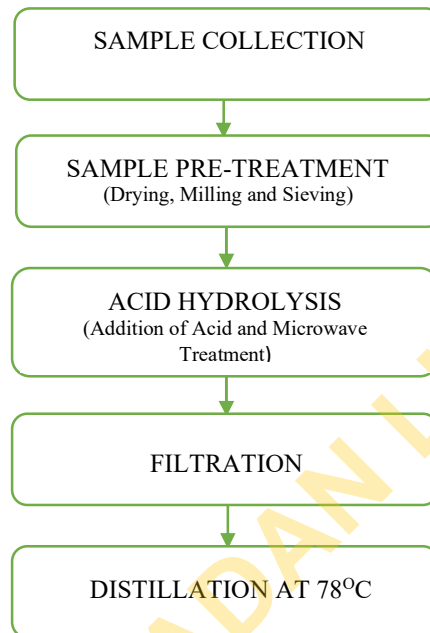 SAMPLE COLLECTION
SAMPLE PRE-TREATMENT
(Drying, Milling and Sieving)
ACID HYDROLYSIS
(Addition of Acid and Microwave
Treatment)
FILTRATION
DISTILLATION AT 78ᴼC